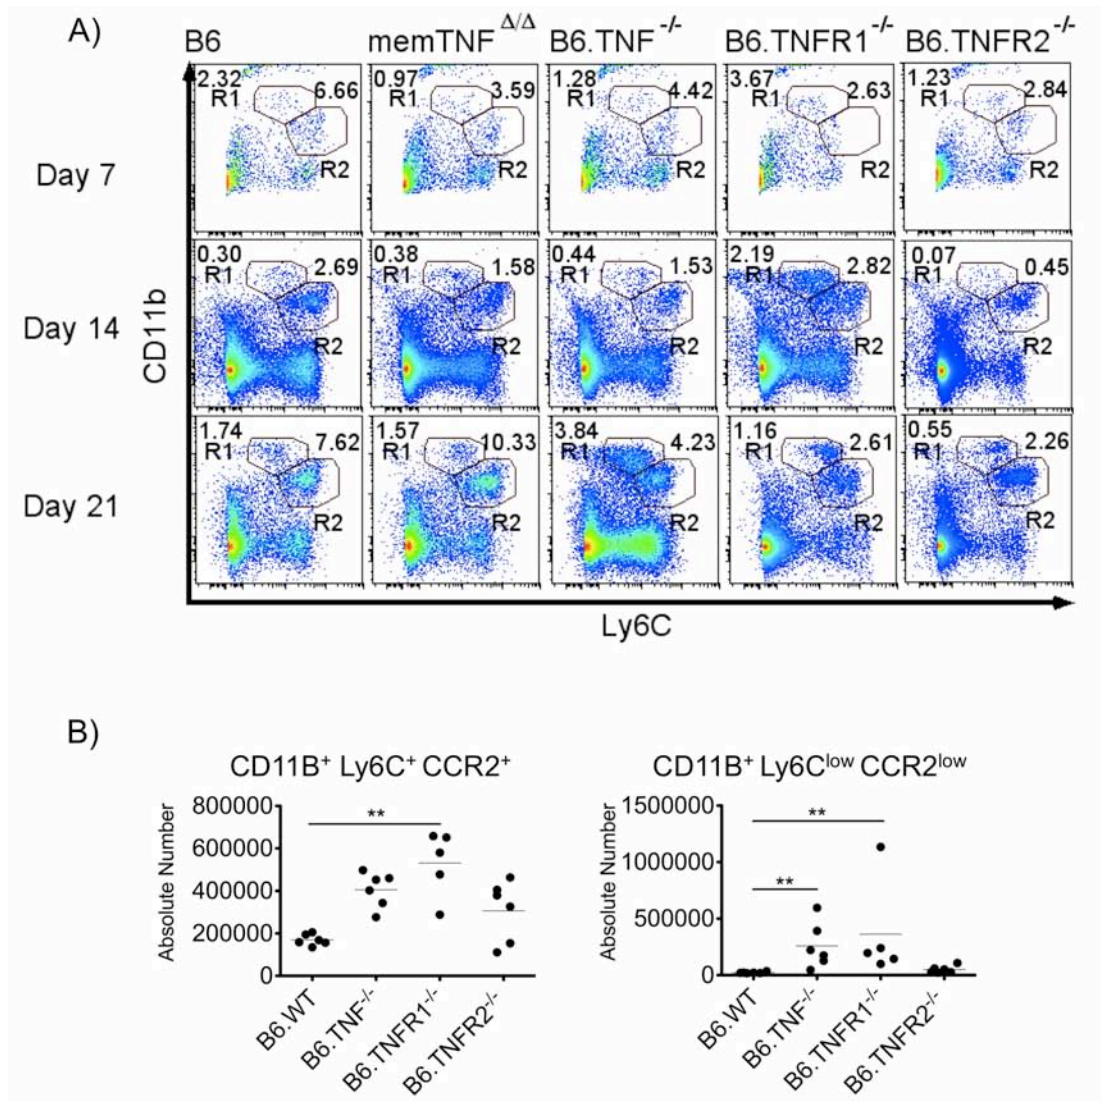 A)
B6 memTNF Δ/Δ B6.TNF -/- B6.TNFR1 -/- B6.TNFR2 -/-
Day 7
2.32 R1 6.66 R2
0.97 R1 3.59 R2
1.28 R1 4.42 R2
3.67 R1 2.63 R2
1.23 R1 2.84 R2
Day 14
0.30 R1 2.69 R2
0.38 R1 1.58 R2
0.44 R1 1.53 R2
2.19 R1 2.82 R2
0.07 R1 0.45 R2
Day 21
1.74 R1 7.62 R2
1.57 R1 10.33 R2
3.84 R1 4.23 R2
1.16 R1 2.61 R2
0.55 R1 2.26 R2
CD11b
Ly6C
B)
CD11B+ Ly6C+ CCR2+
Absolute Number
800000
600000
400000
200000
0
**
B6.WT
B6.TNF-/-
B6.TNFR1-/-
B6.TNFR2-/-
CD11B+ Ly6Clow CCR2low
Absolute Number
1500000
1000000
500000
0
**
**
B6.WT
B6.TNF-/-
B6.TNFR1-/-
B6.TNFR2-/-